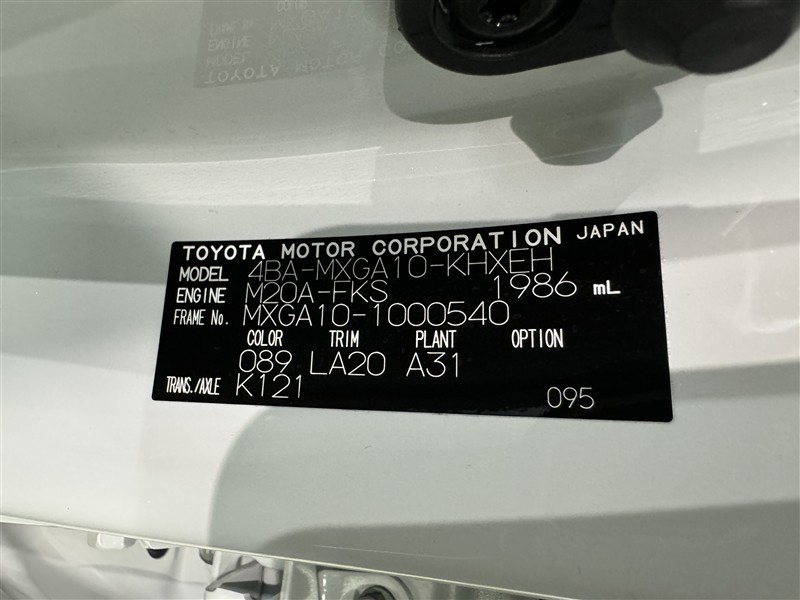 TOYOTA MOTOR CORPORATION JAPAN
MODEL 4BA-MXGA10-KHXEH
ENGINE M20A-FKS 1986 mL
FRAME No. MXGA10-1000540
COLOR TRIM PLANT OPTION
089 LA20 A31
TRANS./AXLE K121 095